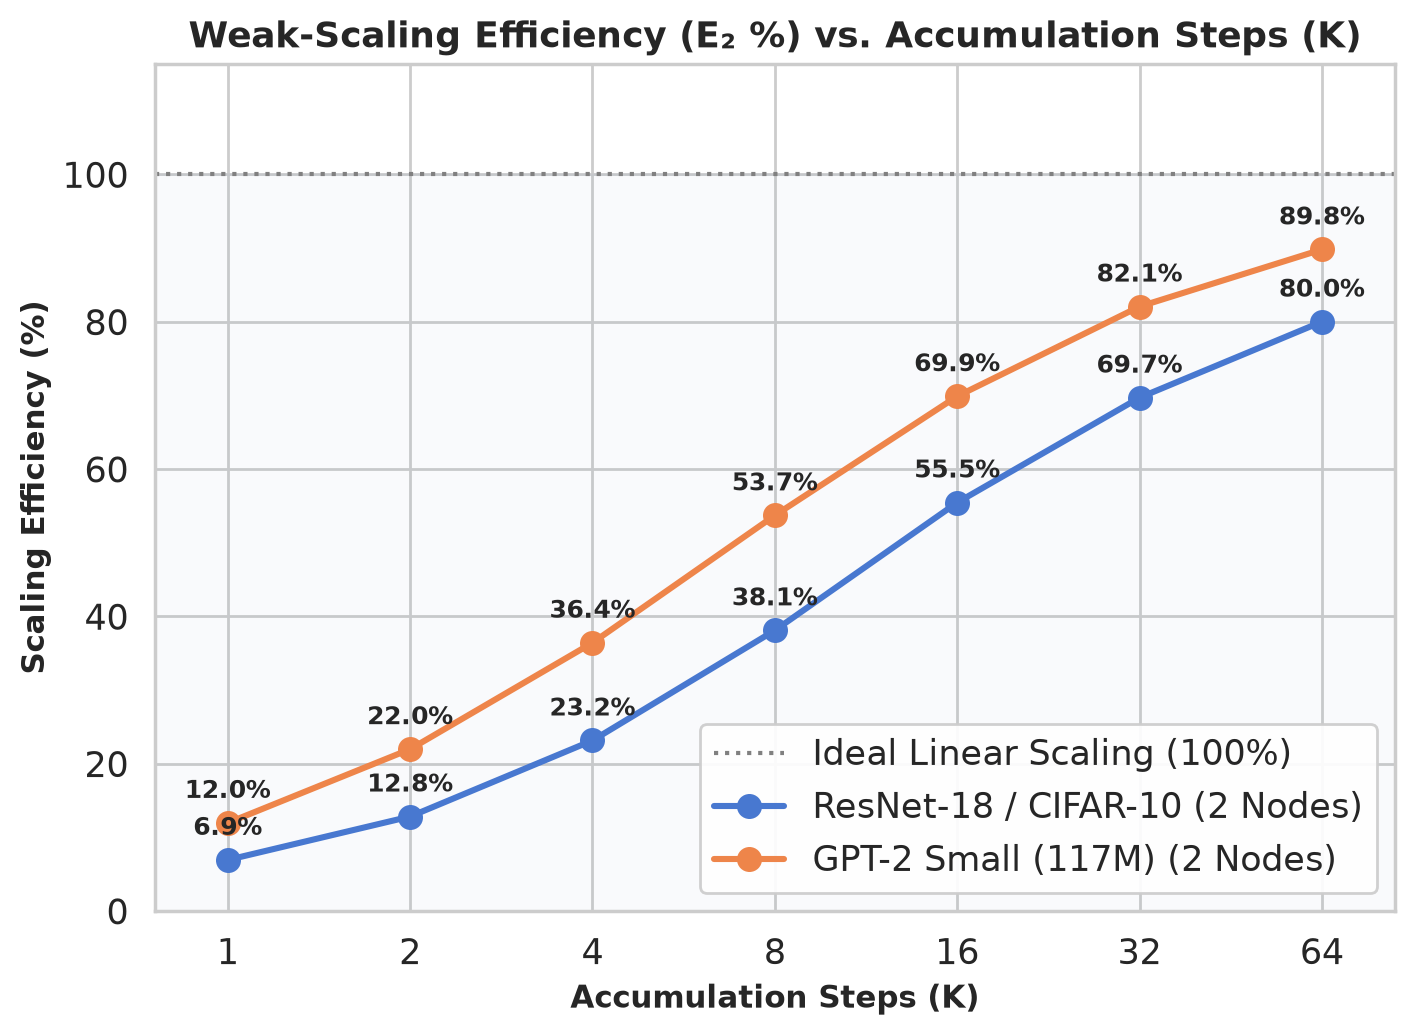 Weak-Scaling Efficiency (E₂ %) vs. Accumulation Steps (K)
Scaling Efficiency (%)
100
80
60
40
20
0
12.0%
22.0%
36.4%
53.7%
69.9%
82.1%
89.8%
6.9%
12.8%
23.2%
38.1%
55.5%
69.7%
80.0%
Ideal Linear Scaling (100%)
ResNet-18 / CIFAR-10 (2 Nodes)
GPT-2 Small (117M) (2 Nodes)
1 2 4 8 16 32 64
Accumulation Steps (K)